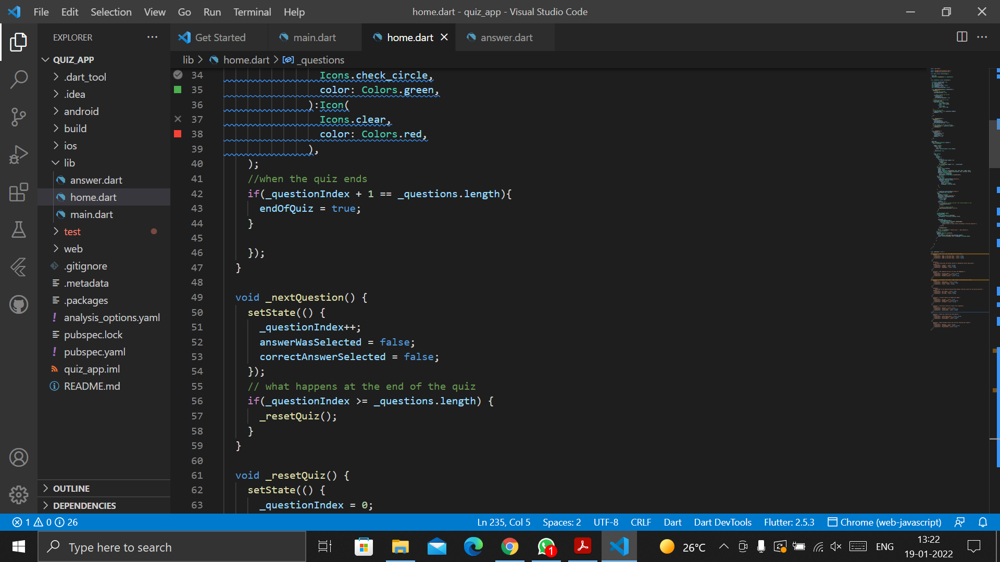 File Edit Selection View Go Run Terminal Help
home.dart - quiz_app - Visual Studio Code
EXPLORER
Get Started
main.dart
home.dart
answer.dart
lib > home.dart > _questions
QUIZ_APP
.dart_tool
.idea
android
build
ios
lib
answer.dart
home.dart
main.dart
test
web
.gitignore
.metadata
.packages
analysis_options.yaml
pubspec.lock
pubspec.yaml
quiz_app.iml
README.md
OUTLINE
DEPENDENCIES
34 Icons.check_circle,
35 color: Colors.green,
36 ):Icon(
37 Icons.clear,
38 color: Colors.red,
39 ),
40 );
41 //when the quiz ends
42 if(_questionIndex + 1 == _questions.length){
43 endOfQuiz = true;
44 }
45
46 });
47 }
48
49 void _nextQuestion() {
50 setState(() {
51 _questionIndex++;
52 answerWasSelected = false;
53 correctAnswerSelected = false;
54 });
55 // what happens at the end of the quiz
56 if(_questionIndex >= _questions.length) {
57 _resetQuiz();
58 }
59 }
60
61 void _resetQuiz() {
62 setState(() {
63 _questionIndex = 0;
1 0 26
Ln 235, Col 5 Spaces: 2 UTF-8 CRLF Dart Dart DevTools Flutter: 2.5.3 Chrome (web-javascript)
Type here to search
1
26°C
ENG
13:22
19-01-2022